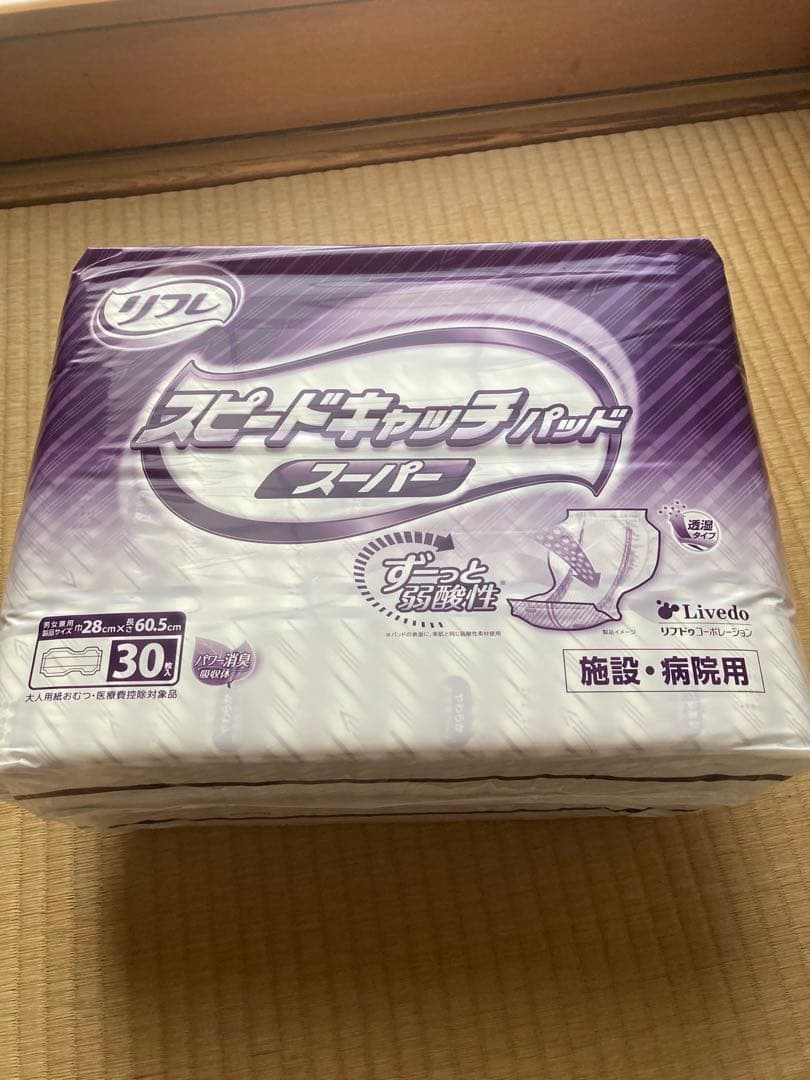 リフレ
スピードキャッチパッド
スーパー
透湿
タイプ
ずーっと
弱酸性
※パッドの表面に、素肌と同じ弱酸性素材使用
製品イメージ
Livedo
リブドゥコーポレーション
男女兼用
製品サイズ 巾28cm×長さ60.5cm
30枚入
パワー消臭
吸収体
大人用紙おむつ・医療費控除対象品
施設・病院用